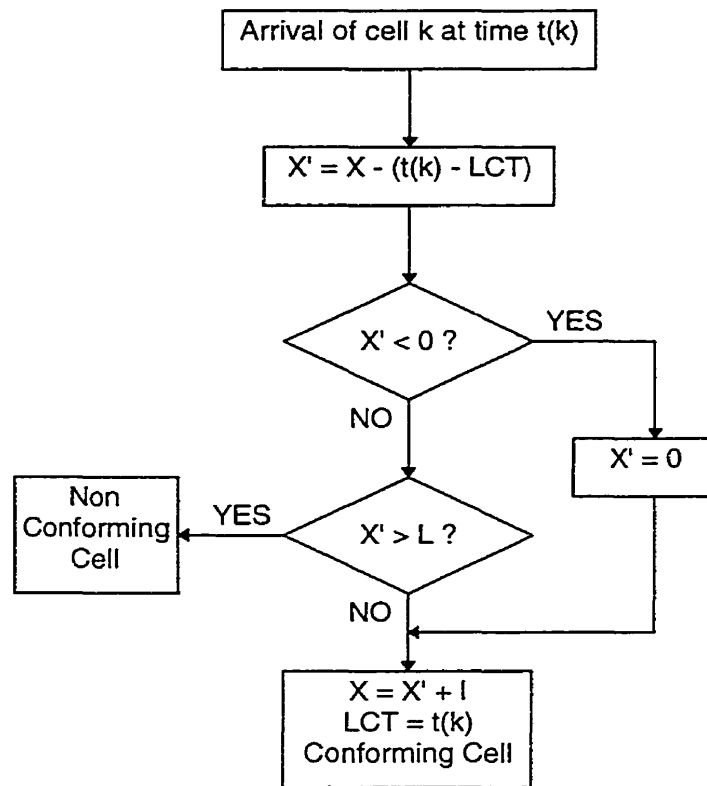 Arrival of cell k at time t(k)
X' = X - (t(k) - LCT)
X' < 0 ?
YES
NO
X' = 0
X' > L ?
YES
Non
Conforming
Cell
NO
X = X' + I
LCT = t(k)
Conforming Cell